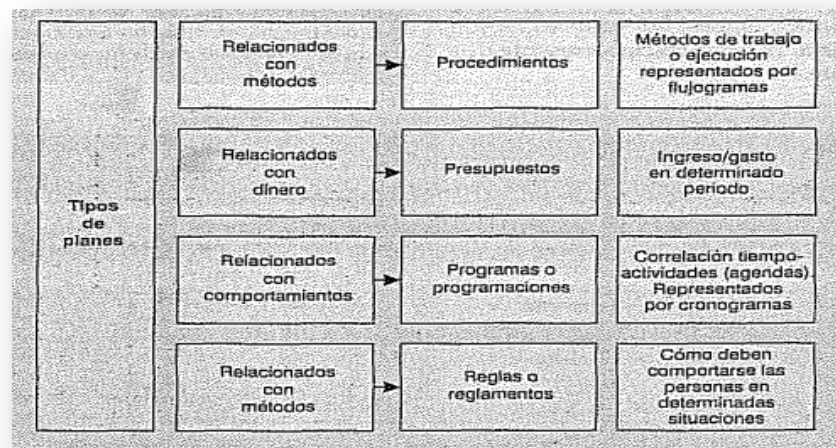 Tipos
de
planes
Relacionados
con
métodos
Procedimientos
Métodos de trabajo
o ejecución
representados por
flujogramas
Relacionados
con
dinero
Presupuestos
Ingreso/gasto
en determinado
periodo
Relacionados
con
comportamientos
Programas o
programaciones
Correlación tiempo-
actividades (agendas).
Representados
por cronogramas
Relacionados
con
métodos
Reglas o
reglamentos
Cómo deben
comportarse las
personas en
determinadas
situaciones